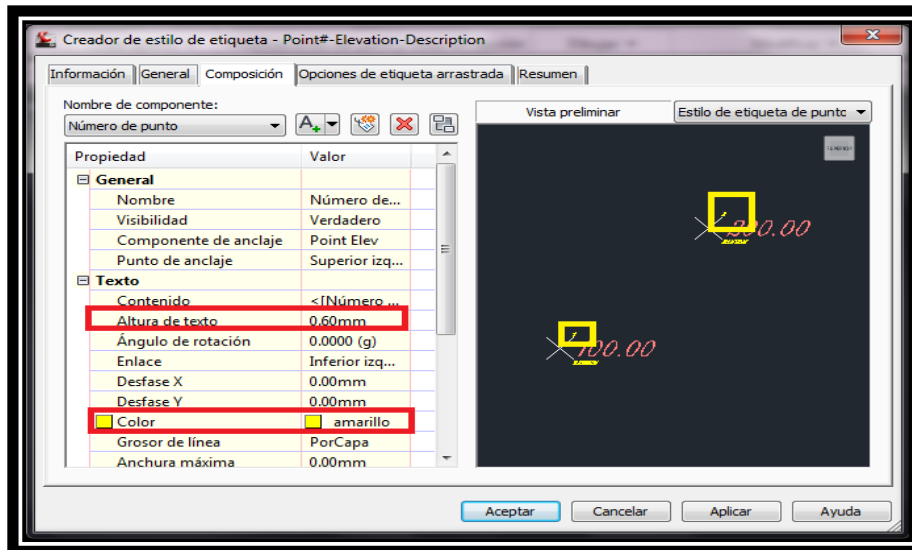 Creador de estilo de etiqueta - Point#-Elevation-Description
Información General Composición Opciones de etiqueta arrastrada Resumen
Nombre de componente:
Número de punto
Vista preliminar Estilo de etiqueta de punto
Propiedad Valor
General
Nombre Número de...
Visibilidad Verdadero
Componente de anclaje Point Elev
Punto de anclaje Superior izq...
Texto
Contenido <[Número ...
Altura de texto 0.60mm
Ángulo de rotación 0.0000 (g)
Enlace Inferior izq...
Desfase X 0.00mm
Desfase Y 0.00mm
Color amarillo
Grosor de línea PorCapa
Anchura máxima 0.00mm
200.00
100.00
Aceptar Cancelar Aplicar Ayuda